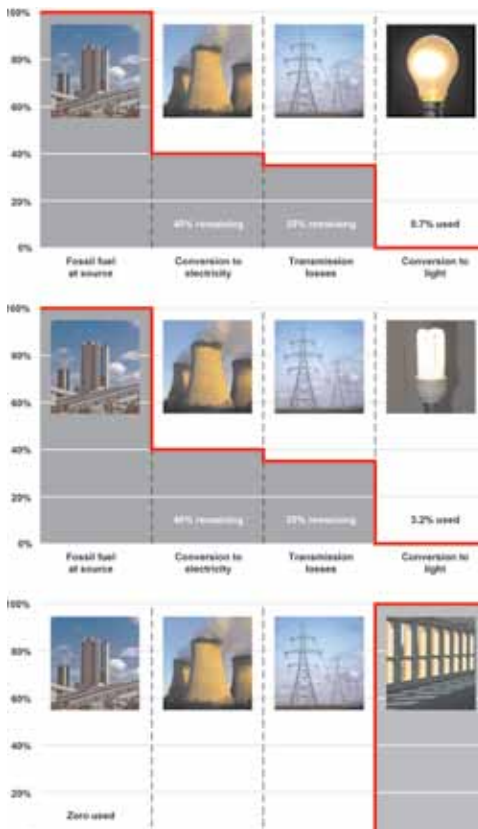 100%
80%
60%
40%
20%
0%
40% remaining
35% remaining
0.7% used
Fossil fuel
at source
Conversion to
electricity
Transmission
losses
Conversion to
light
100%
80%
60%
40%
20%
0%
40% remaining
35% remaining
3.2% used
Fossil fuel
at source
Conversion to
electricity
Transmission
losses
Conversion to
light
100%
80%
60%
40%
20%
Zero used